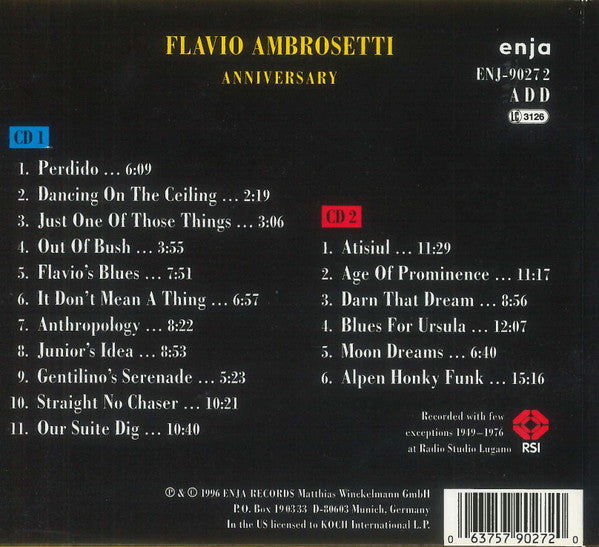 FLAVIO AMBROSETTI
ANNIVERSARY
enja
ENJ-9027 2
A D D
LC 3126
CD 1
1. Perdido ... 6:09
2. Dancing On The Ceiling ... 2:19
3. Just One Of Those Things ... 3:06
4. Out Of Bush ... 3:55
5. Flavio's Blues ... 7:51
6. It Don't Mean A Thing ... 6:57
7. Anthropology ... 8:22
8. Junior's Idea ... 8:53
9. Gentilino's Serenade ... 5:23
10. Straight No Chaser ... 10:21
11. Our Suite Dig ... 10:40
CD 2
1. Atisiul ... 11:29
2. Age Of Prominence ... 11:17
3. Darn That Dream ... 8:56
4. Blues For Ursula ... 12:07
5. Moon Dreams ... 6:40
6. Alpen Honky Funk ... 15:16
Recorded with few
exceptions 1949–1976
at Radio Studio Lugano
RSI
℗ & © 1996 ENJA RECORDS Matthias Winckelmann GmbH
P.O. Box 19 03 33 D-80603 Munich, Germany
In the US licensed to KOCH International L.P.
0 63757 90272 0